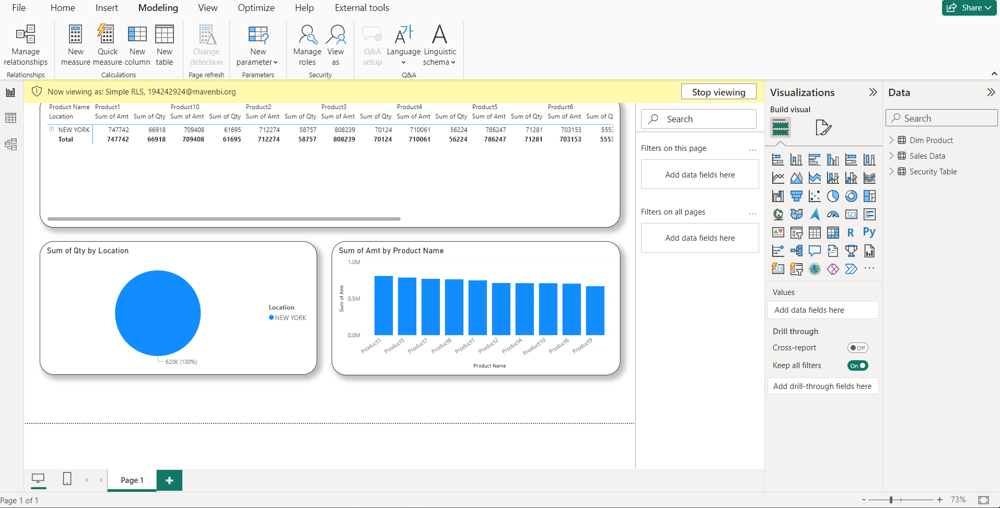 File Home Insert Modeling View Optimize Help External tools Share
Manage relationships
New measure
Quick measure
New column
New table
Change detection
New parameter
Manage roles
View as
Q&A setup
Language
Linguistic schema
Relationships Calculations Page refresh Parameters Security Q&A
Now viewing as: Simple RLS, 194242924@mavenbi.org
Stop viewing
Product Name Product1 Product10 Product2 Product3 Product4 Product5 Product6
Location Sum of Amt Sum of Qty Sum of Amt Sum of Qty Sum of Amt Sum of Qty Sum of Amt Sum of Qty Sum of Amt Sum of Qty Sum of Amt Sum of Qty Sum of Amt Sum of Q
NEW YORK 747742 66918 709408 61695 712274 58757 808239 70124 710061 56224 786247 71281 703153 555
Total 747742 66918 709408 61695 712274 58757 808239 70124 710061 56224 786247 71281 703153 555
Sum of Qty by Location
Location
NEW YORK
620K (100%)
Sum of Amt by Product Name
1.0M
0.5M
0.0M
Sum of Amt
Product3 Product5 Product7 Product8 Product1 Product2 Product4 Product10 Product6 Product9
Product Name
Search
Filters on this page ...
Add data fields here
Filters on all pages ...
Add data fields here
Visualizations
Build visual
123
R
Py
123
...
Values
Add data fields here
Drill through
Cross-report Off
Keep all filters On
Add drill-through fields here
Data
Search
Dim Product
Sales Data
Security Table
Page 1
+
Page 1 of 1
- + 73%